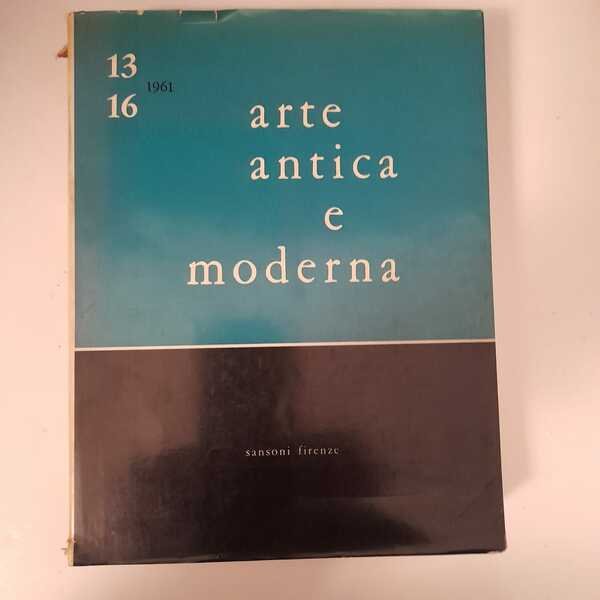 13
1961
16
arte
antica
e
moderna
sansoni firenze